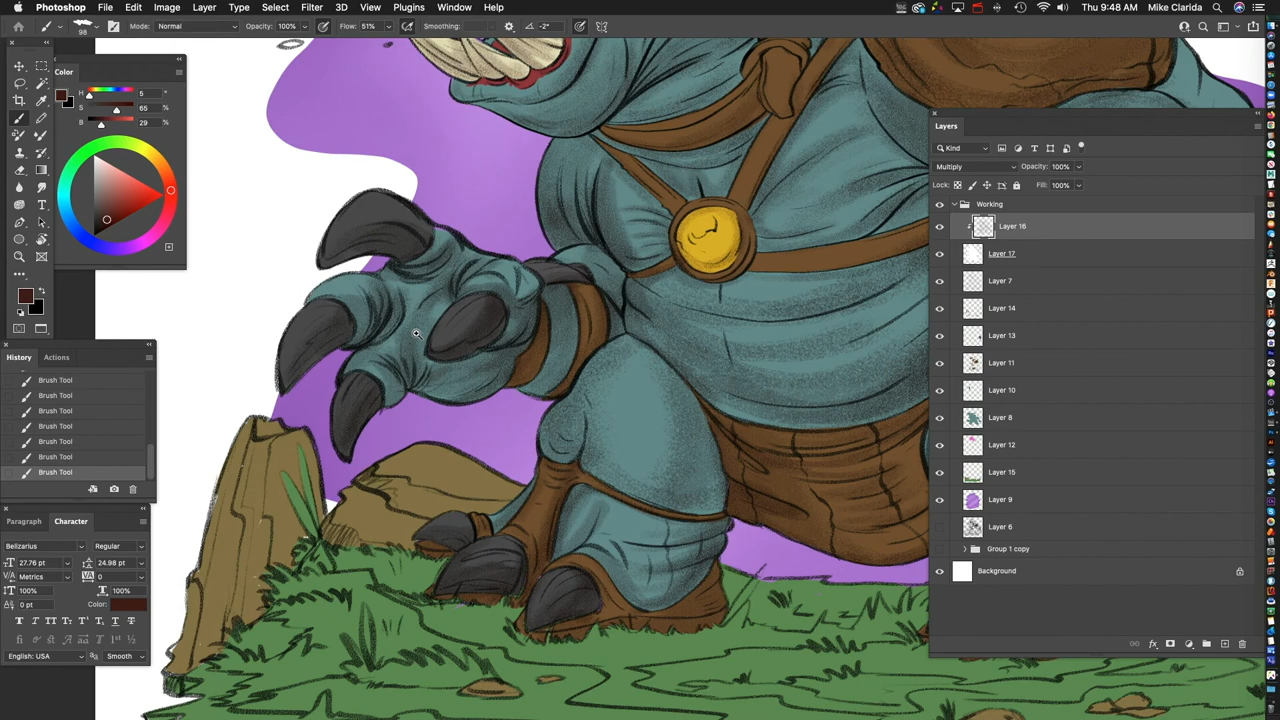 Photoshop File Edit Image Layer Type Select Filter 3D View Plugins Window Help Thu 9:48 AM Mike Clarida
98 Mode: Normal Opacity: 100% Flow: 51% Smoothing: -2°
Color
H 5 °
S 65 %
B 29 %
History Actions
Brush Tool
Brush Tool
Brush Tool
Brush Tool
Brush Tool
Brush Tool
Brush Tool
Paragraph Character
Belizarius Regular
27.76 pt 24.98 pt
Metrics 0
100% 100%
0 pt Color:
English: USA Smooth
Layers
Kind
Multiply Opacity: 100%
Lock: Fill: 100%
Working
Layer 16
Layer 17
Layer 7
Layer 14
Layer 13
Layer 11
Layer 10
Layer 8
Layer 12
Layer 15
Layer 9
Layer 6
Group 1 copy
Background